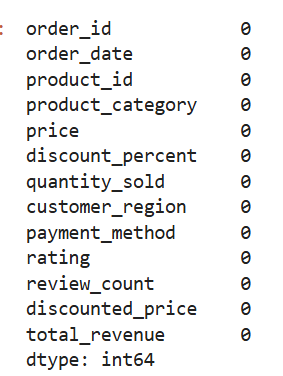 order_id 0
order_date 0
product_id 0
product_category 0
price 0
discount_percent 0
quantity_sold 0
customer_region 0
payment_method 0
rating 0
review_count 0
discounted_price 0
total_revenue 0
dtype: int64